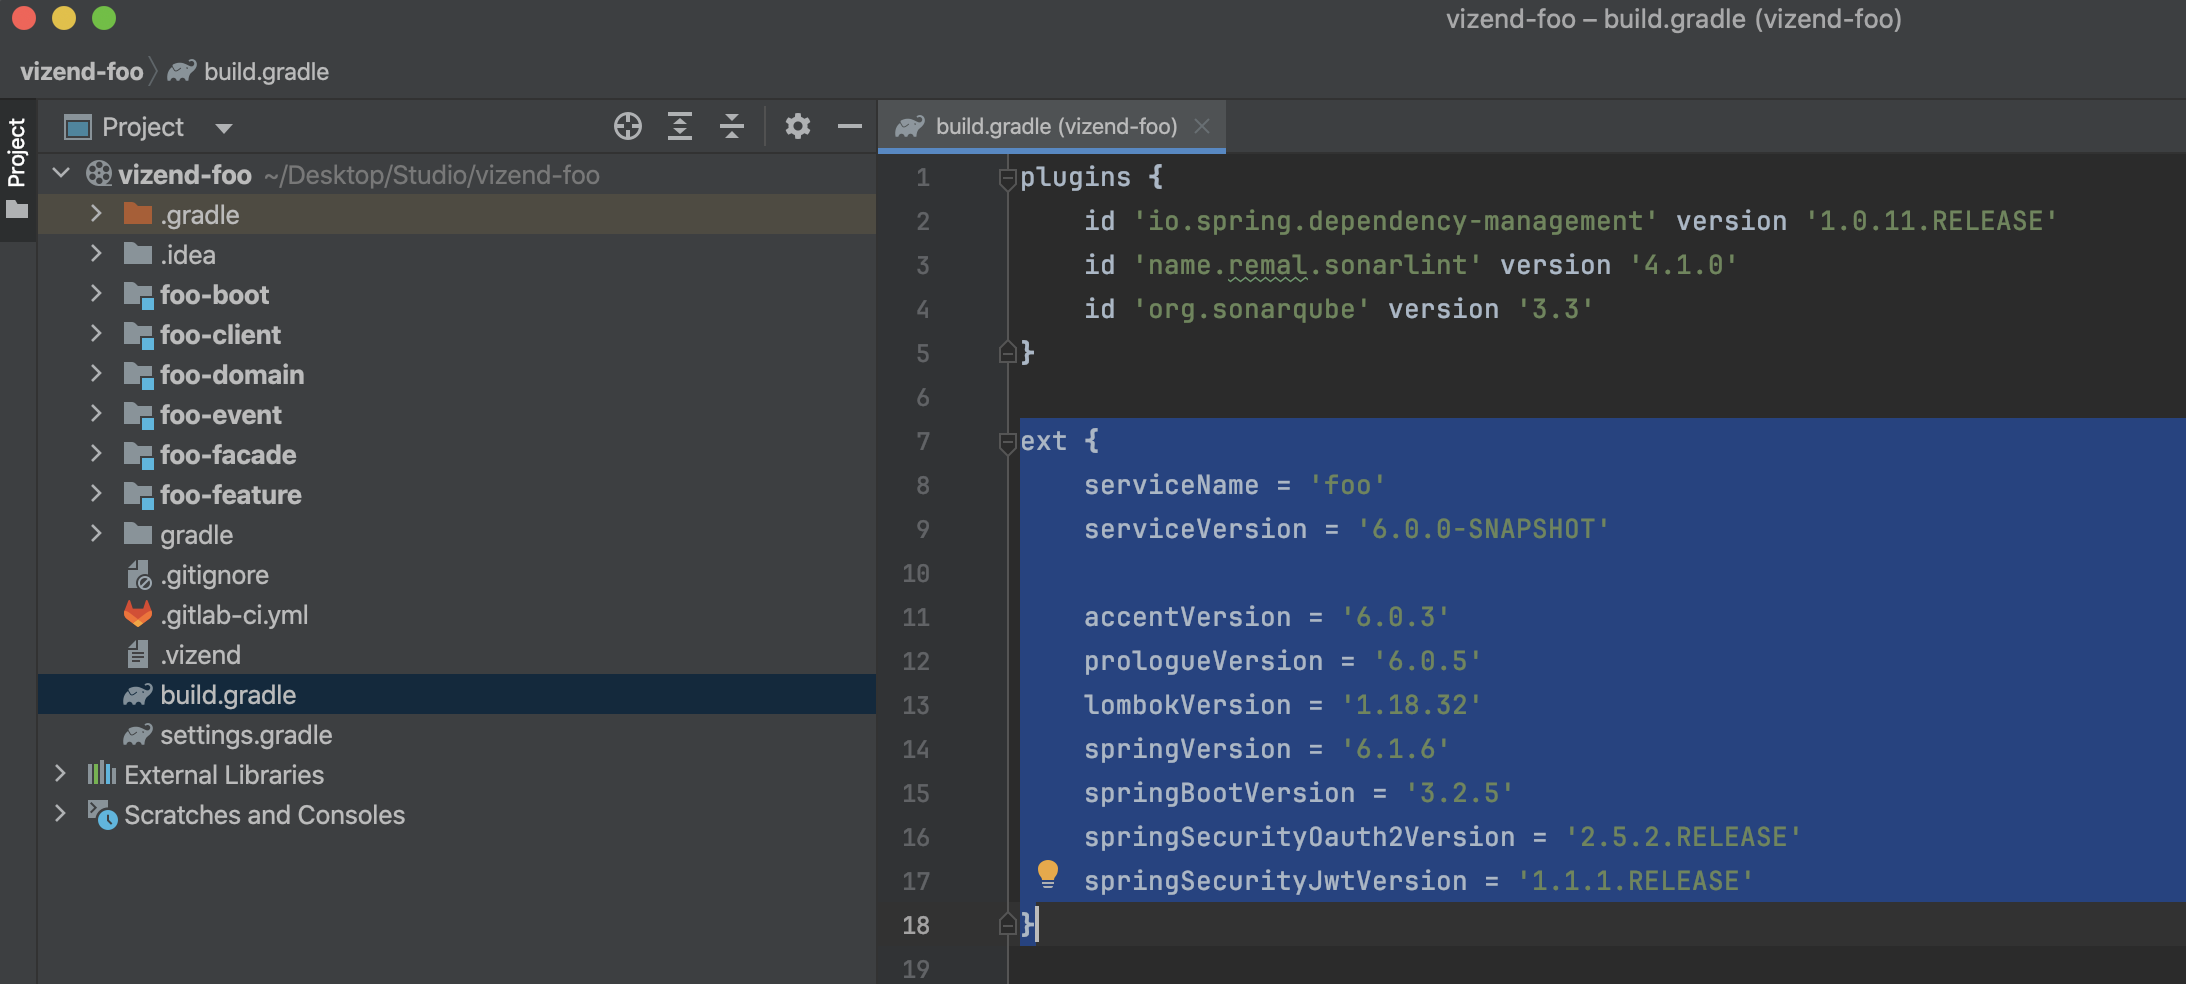 vizend-foo – build.gradle (vizend-foo)
vizend-foo build.gradle
Project
Project
vizend-foo ~/Desktop/Studio/vizend-foo
.gradle
.idea
foo-boot
foo-client
foo-domain
foo-event
foo-facade
foo-feature
gradle
.gitignore
.gitlab-ci.yml
.vizend
build.gradle
settings.gradle
External Libraries
Scratches and Consoles
build.gradle (vizend-foo)
1 plugins {
2 id 'io.spring.dependency-management' version '1.0.11.RELEASE'
3 id 'name.remal.sonarlint' version '4.1.0'
4 id 'org.sonarqube' version '3.3'
5 }
6
7 ext {
8 serviceName = 'foo'
9 serviceVersion = '6.0.0-SNAPSHOT'
10
11 accentVersion = '6.0.3'
12 prologueVersion = '6.0.5'
13 lombokVersion = '1.18.32'
14 springVersion = '6.1.6'
15 springBootVersion = '3.2.5'
16 springSecurityOauth2Version = '2.5.2.RELEASE'
17 springSecurityJwtVersion = '1.1.1.RELEASE'
18 }
19